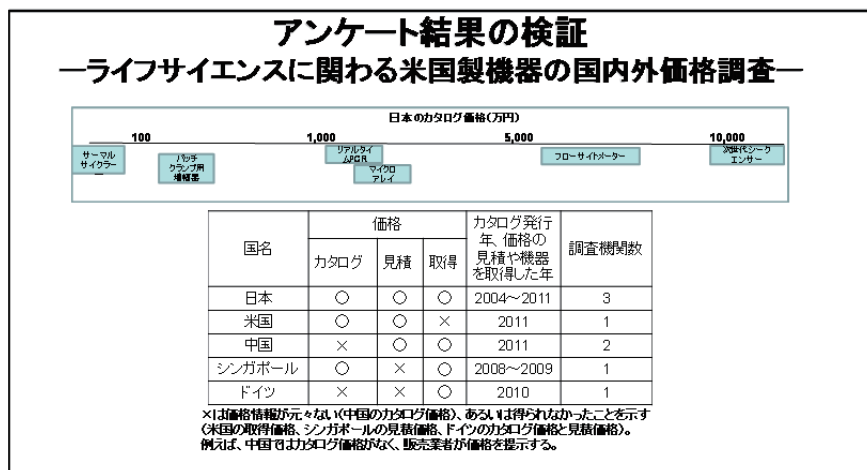 アンケート結果の検証
―ライフサイエンスに関わる米国製機器の国内外価格調査―
日本のカタログ価格(万円)
100 1,000 5,000 10,000
サーマル
サイクラー
パッチ
クランプ用
増幅器
リアルタイ
ムPCR
マイクロ
アレイ
フローサイトメーター
次世代シーク
エンサー
国名 価格 カタログ発行
年、価格の
見積や機器
を取得した年 調査機関数
カタログ 見積 取得
日本 ○ ○ ○ 2004～2011 3
米国 ○ ○ × 2011 1
中国 × ○ ○ 2011 2
シンガポール ○ × ○ 2008～2009 1
ドイツ × × ○ 2010 1
×は価格情報が元々ない(中国のカタログ価格)、あるいは得られなかったことを示す
(米国の取得価格、シンガポールの見積価格、ドイツのカタログ価格と見積価格)。
例えば、中国ではカタログ価格がなく、販売業者が価格を提示する。